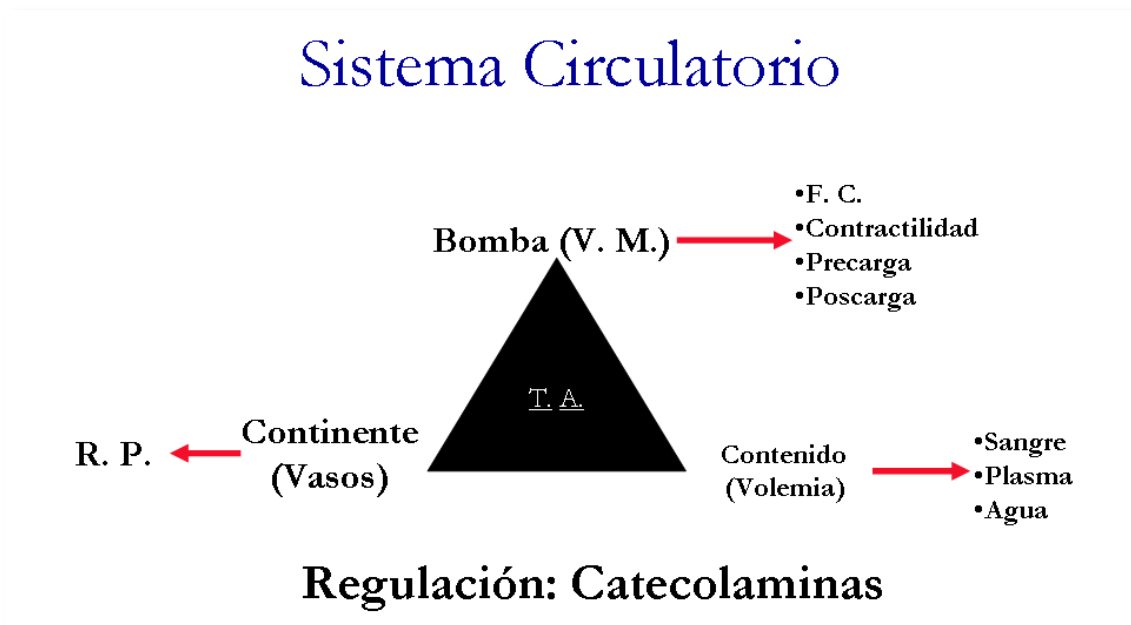 Sistema Circulatorio
•F. C.
•Contractilidad
•Precarga
•Poscarga
Bomba (V. M.)
T. A.
R. P.
Continente
(Vasos)
Contenido
(Volemia)
•Sangre
•Plasma
•Agua
Regulación: Catecolaminas